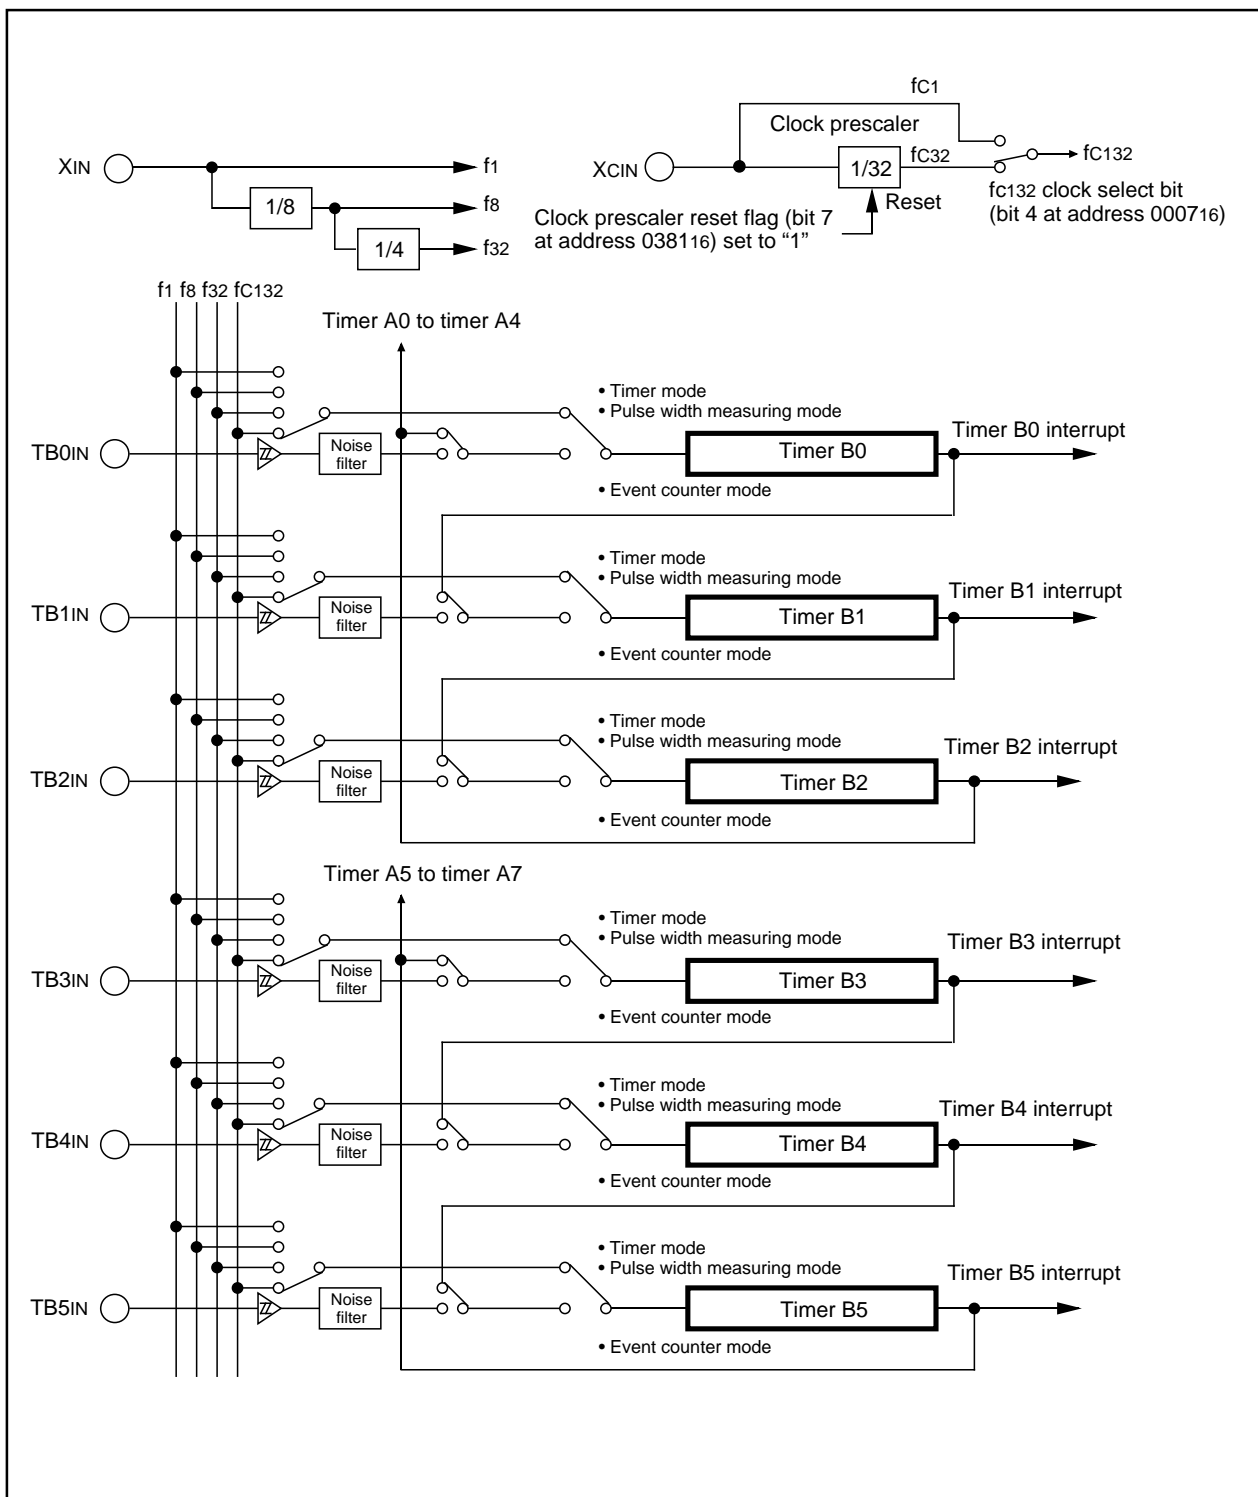 XIN
f1
1/8
f8
1/4
f32
fC1
Clock prescaler
XCIN
1/32
fC32
fC132
Reset
fC132 clock select bit
(bit 4 at address 000716)
Clock prescaler reset flag (bit 7
at address 038116) set to “1”
f1 f8 f32 fC132
Timer A0 to timer A4
• Timer mode
• Pulse width measuring mode
TB0IN
Noise
filter
Timer B0
Timer B0 interrupt
• Event counter mode
• Timer mode
• Pulse width measuring mode
TB1IN
Noise
filter
Timer B1
Timer B1 interrupt
• Event counter mode
• Timer mode
• Pulse width measuring mode
TB2IN
Noise
filter
Timer B2
Timer B2 interrupt
• Event counter mode
Timer A5 to timer A7
• Timer mode
• Pulse width measuring mode
TB3IN
Noise
filter
Timer B3
Timer B3 interrupt
• Event counter mode
• Timer mode
• Pulse width measuring mode
TB4IN
Noise
filter
Timer B4
Timer B4 interrupt
• Event counter mode
• Timer mode
• Pulse width measuring mode
TB5IN
Noise
filter
Timer B5
Timer B5 interrupt
• Event counter mode